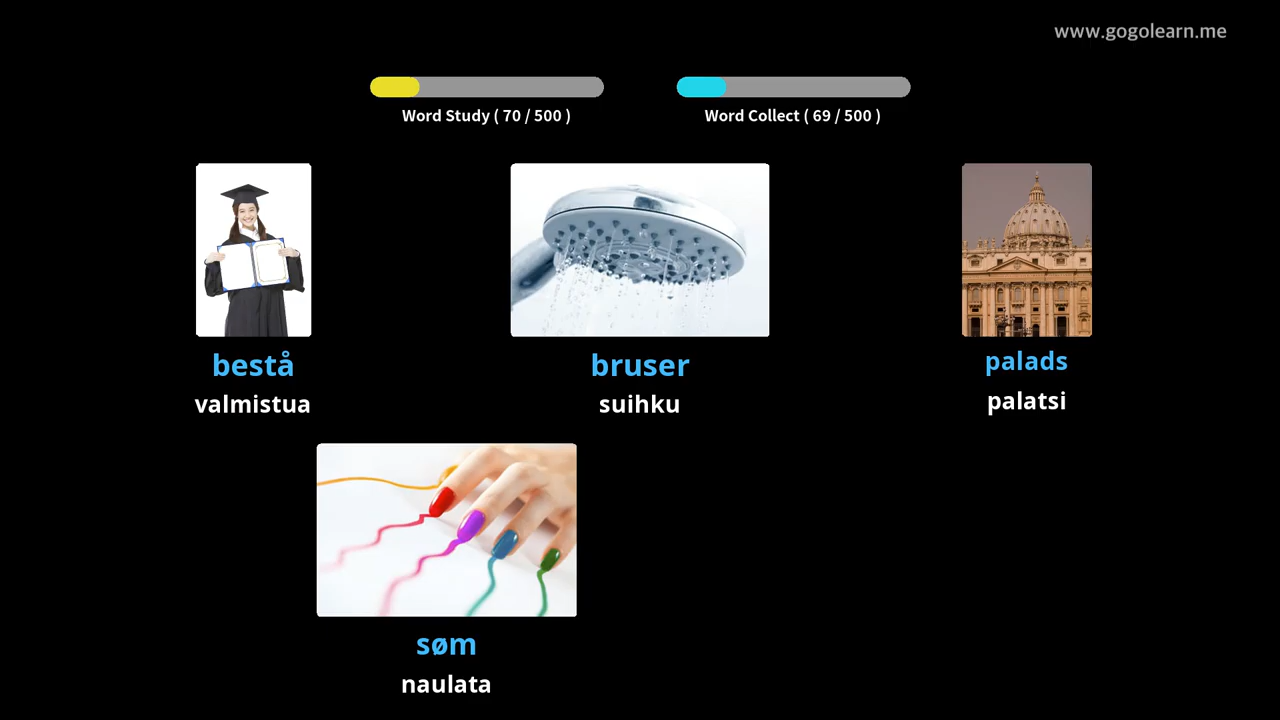 www.gogolearn.me
Word Study ( 70 / 500 )
Word Collect ( 69 / 500 )
bestå
valmistua
bruser
suihku
palads
palatsi
søm
naulata